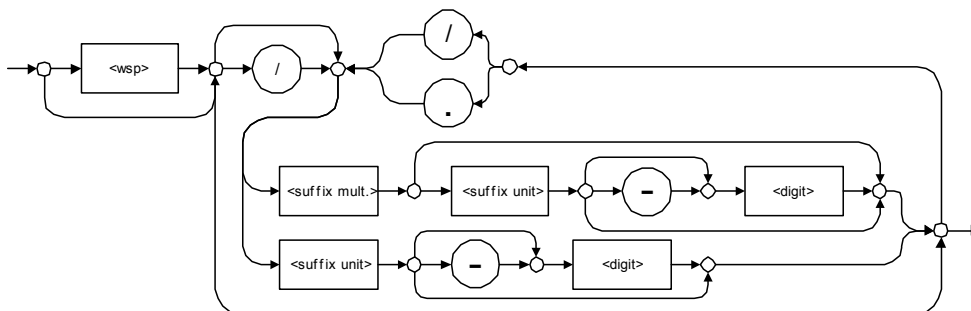 /
<wsp> /
.
<suffix mult.> <suffix unit> - <digit>
<suffix unit> - <digit>